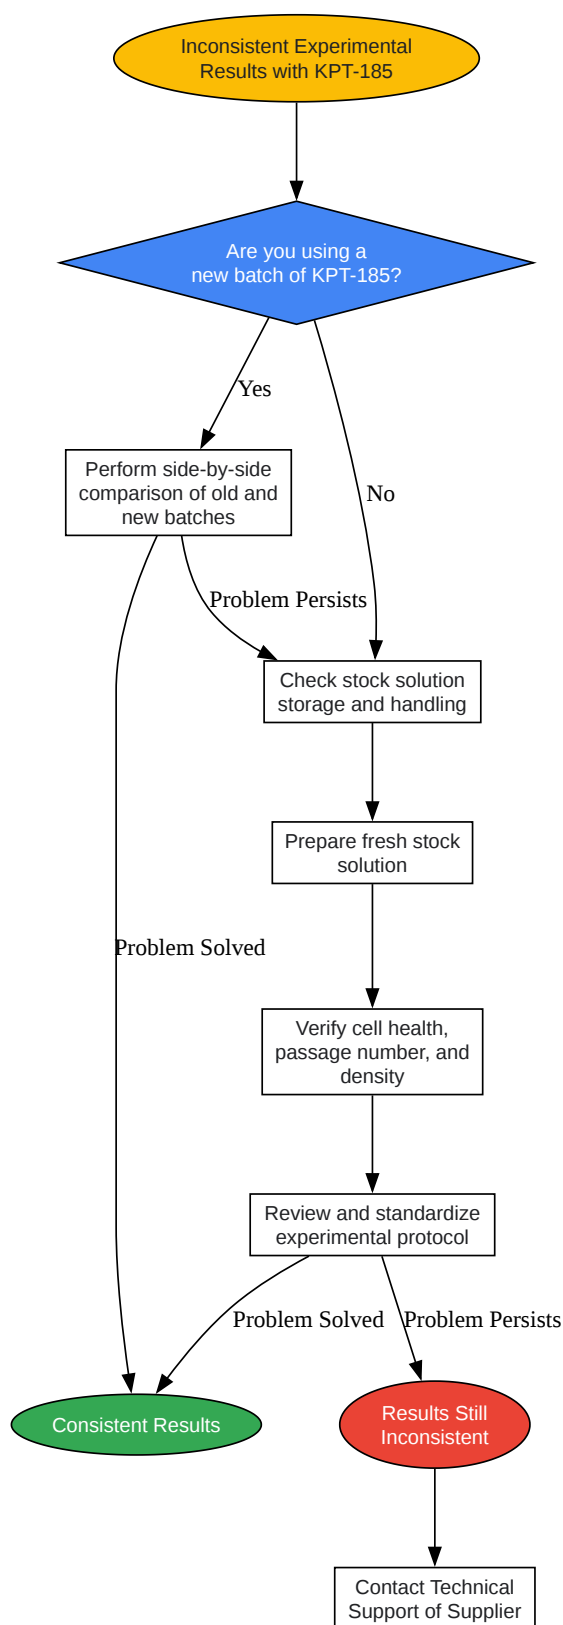 Inconsistent Experimental
Results with KPT-185
Are you using a
new batch of KPT-185?
Yes
Perform side-by-side
comparison of old and
new batches
No
Problem Persists
Check stock solution
storage and handling
Prepare fresh stock
solution
Problem Solved
Verify cell health,
passage number, and
density
Review and standardize
experimental protocol
Problem Solved
Problem Persists
Consistent Results
Results Still
Inconsistent
Contact Technical
Support of Supplier